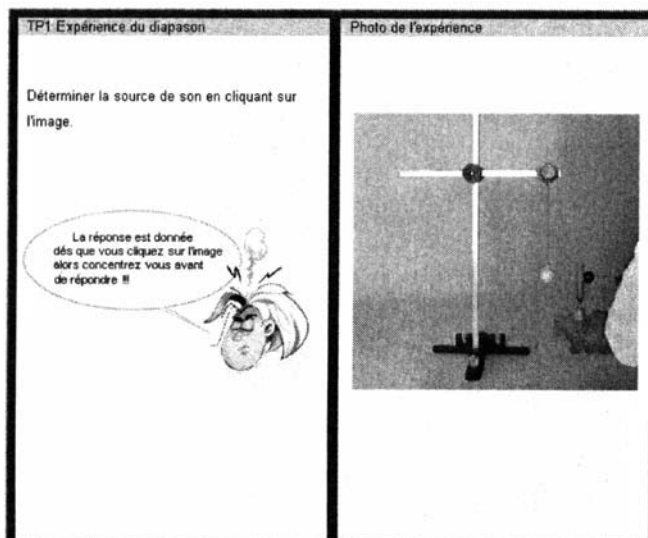 TP1 Expérience du diapason
Déterminer la source de son en cliquant sur
l'image.
La réponse est donnée
dés que vous cliquez sur l'image
alors concentrez vous avant
de répondre !!!
Photo de l'expérience